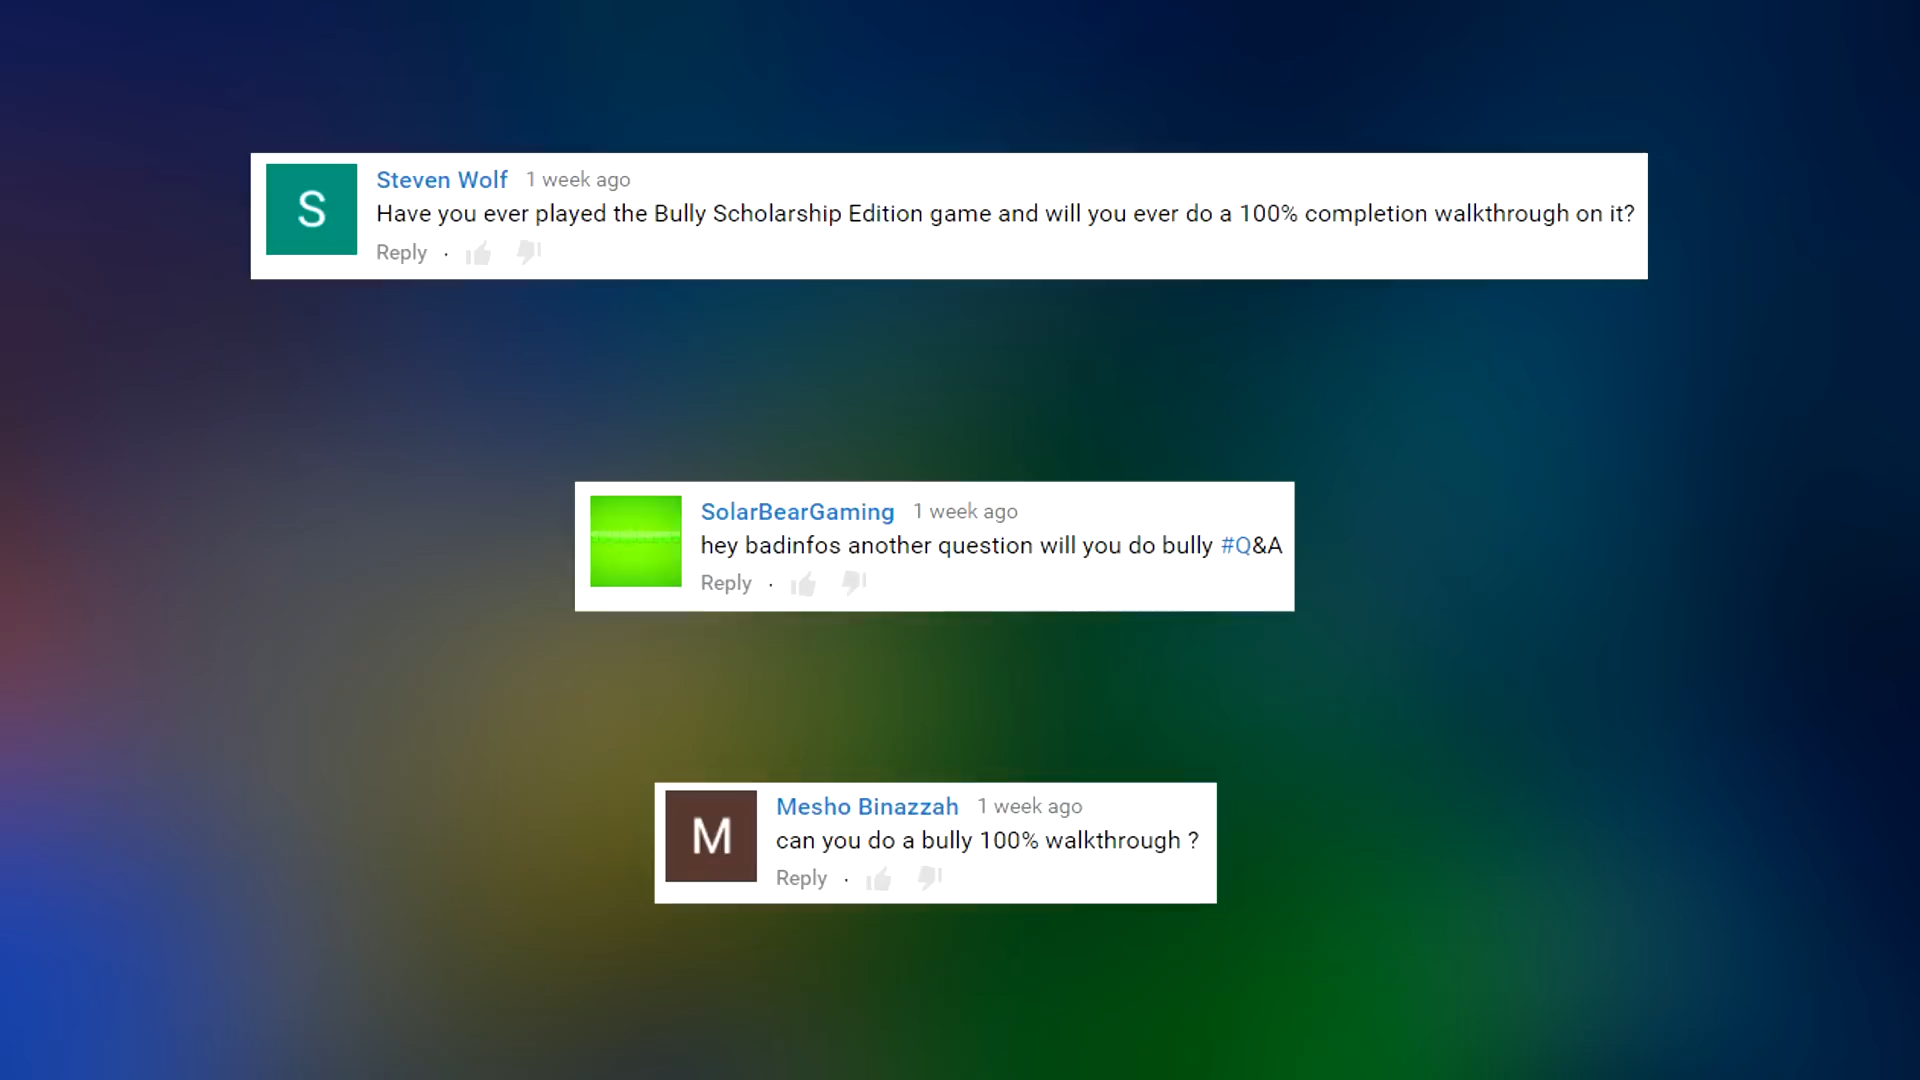 S
Steven Wolf 1 week ago
Have you ever played the Bully Scholarship Edition game and will you ever do a 100% completion walkthrough on it?
Reply ·
SolarBearGaming 1 week ago
hey badinfos another question will you do bully #Q&A
Reply ·
M
Mesho Binazzah 1 week ago
can you do a bully 100% walkthrough ?
Reply ·